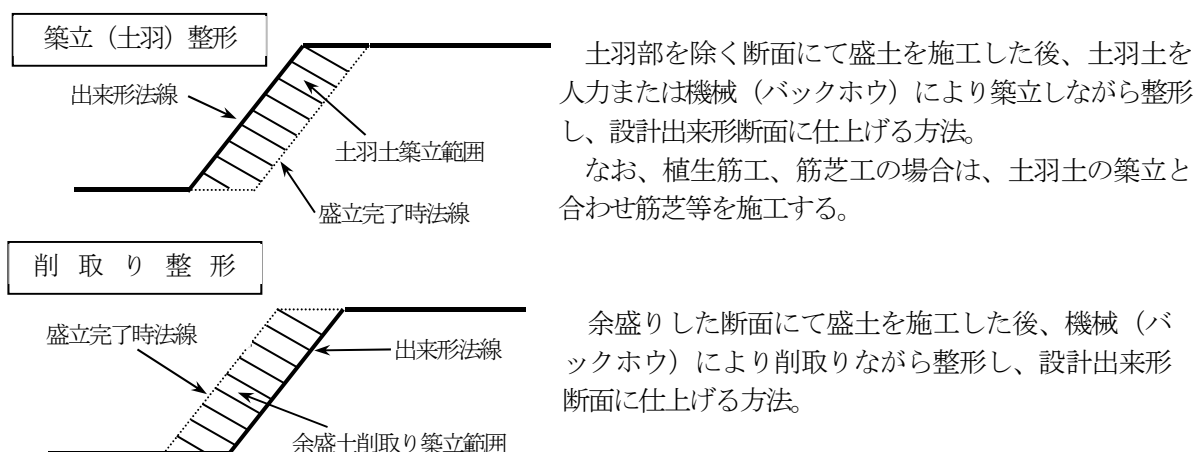 築立（土羽）整形
出来形法線
土羽土築立範囲
盛立完了時法線
土羽部を除く断面にて盛土を施工した後、土羽土を
人力または機械（バックホウ）により築立しながら整形
し、設計出来形断面に仕上げる方法。
なお、植生筋工、筋芝工の場合は、土羽土の築立と
合わせ筋芝等を施工する。
削取り整形
盛立完了時法線
出来形法線
余盛土削取り築立範囲
余盛りした断面にて盛土を施工した後、機械（バ
ックホウ）により削取りながら整形し、設計出来形
断面に仕上げる方法。